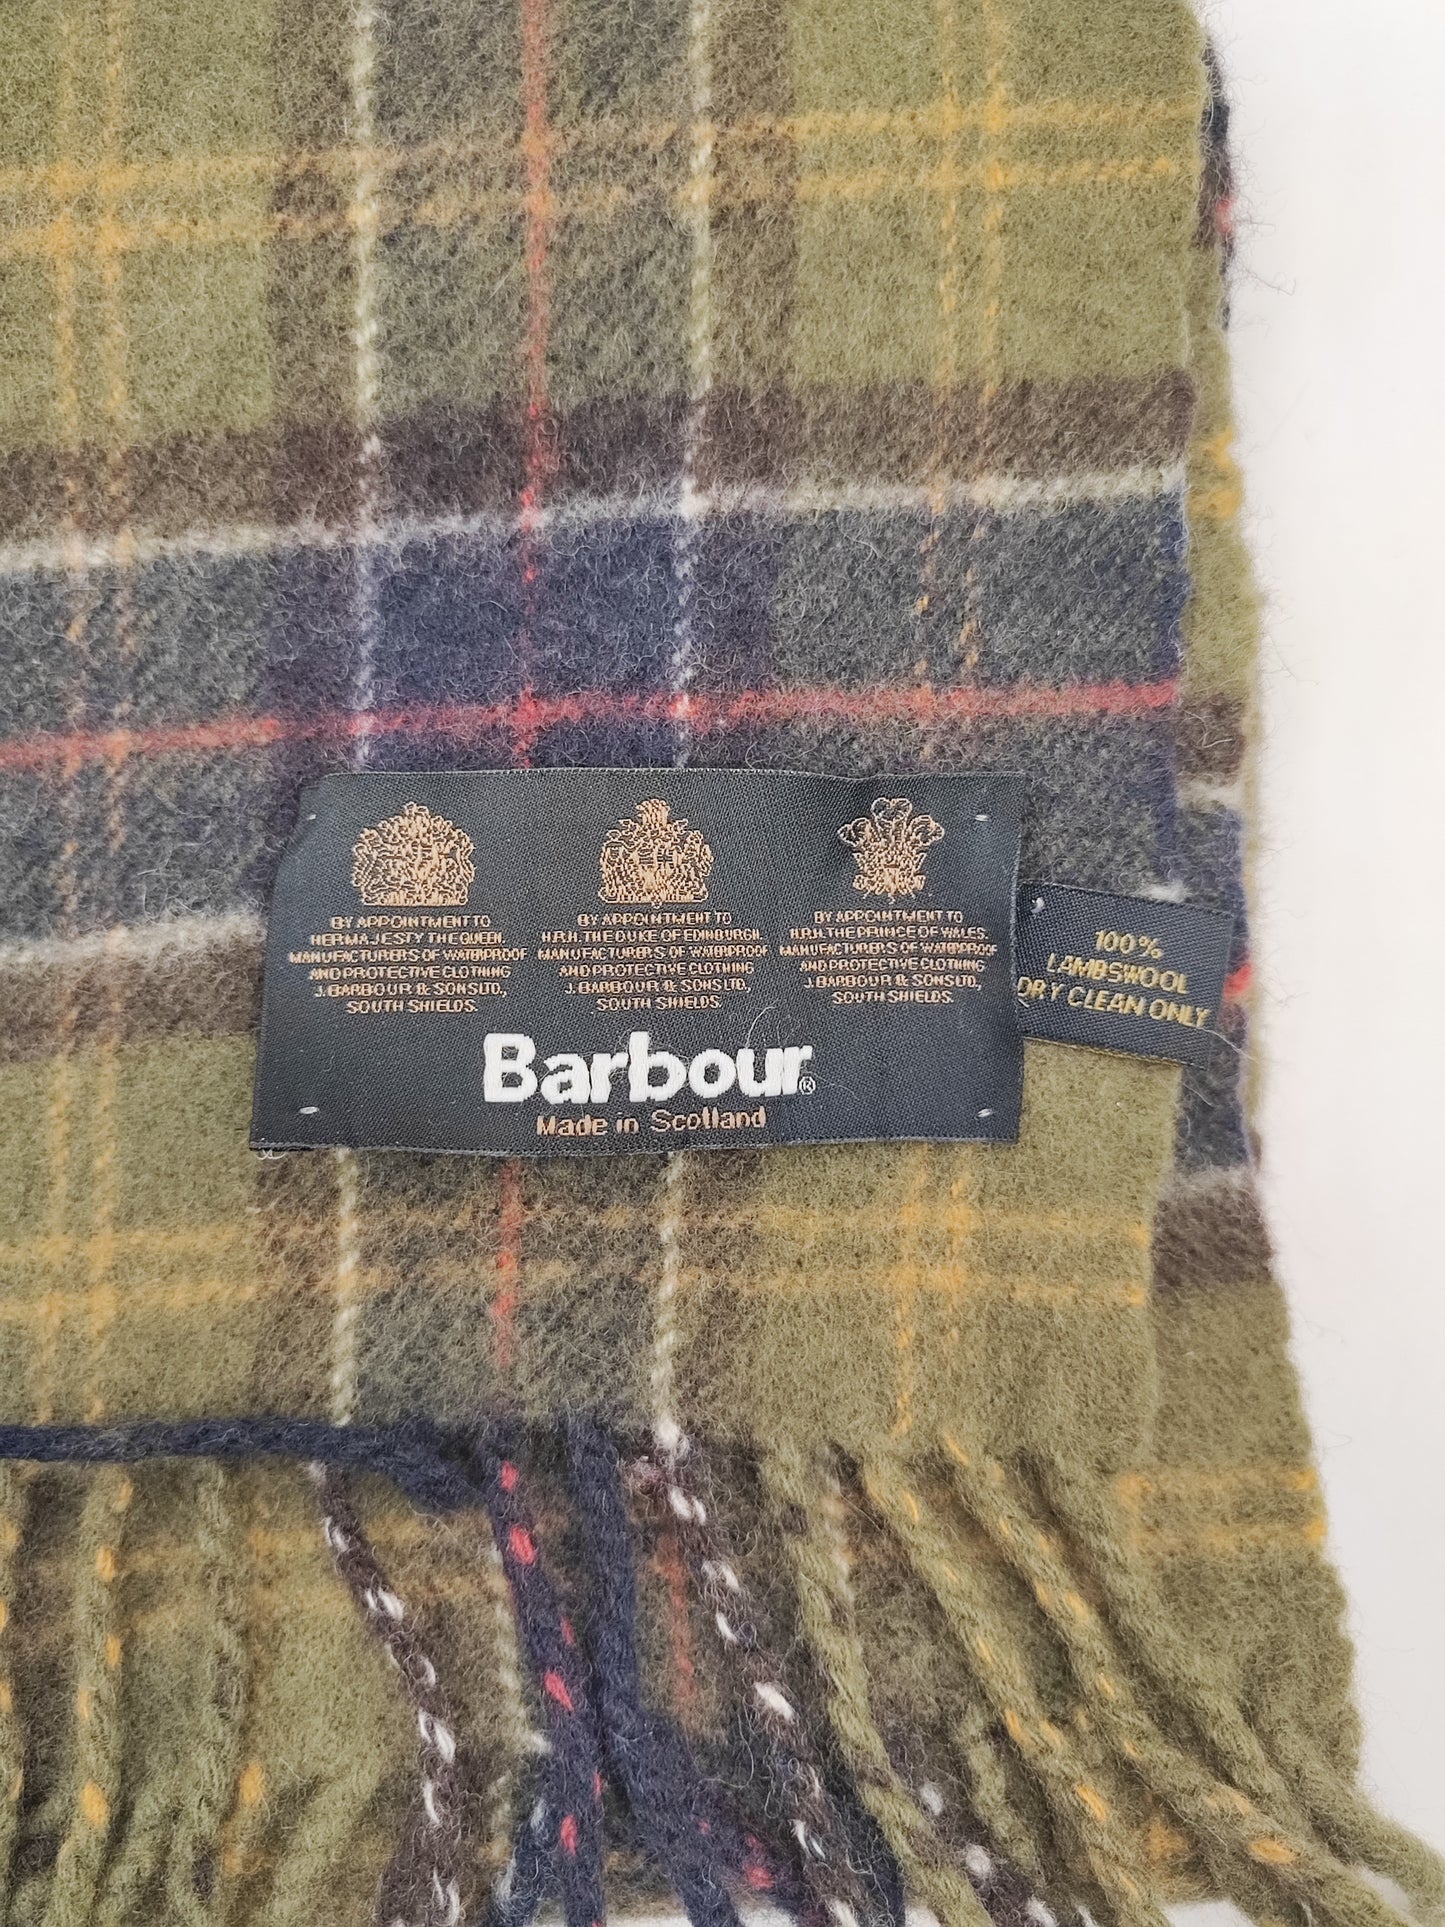 BY APPOINTMENT TO
HER MAJESTY THE QUEEN,
MANUFACTURERS OF WATERPROOF
AND PROTECTIVE CLOTHING
J. BARBOUR & SONS LTD.,
SOUTH SHIELDS.
BY APPOINTMENT TO
H.R.H. THE DUKE OF EDINBURGH,
MANUFACTURERS OF WATERPROOF
AND PROTECTIVE CLOTHING
J. BARBOUR & SONS LTD.,
SOUTH SHIELDS.
BY APPOINTMENT TO
H.R.H. THE PRINCE OF WALES,
MANUFACTURERS OF WATERPROOF
AND PROTECTIVE CLOTHING
J. BARBOUR & SONS LTD.,
SOUTH SHIELDS.
Barbour®
Made in Scotland
100%
LAMBSWOOL
DRY CLEAN ONLY